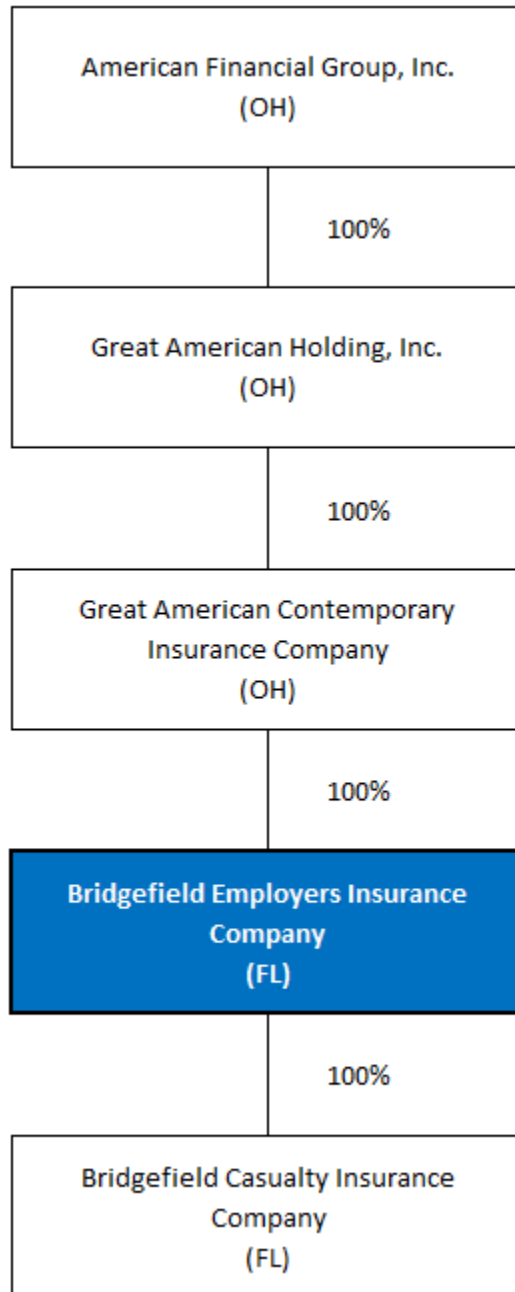 American Financial Group, Inc.
(OH)
100%
Great American Holding, Inc.
(OH)
100%
Great American Contemporary
Insurance Company
(OH)
100%
Bridgefield Employers Insurance
Company
(FL)
100%
Bridgefield Casualty Insurance
Company
(FL)